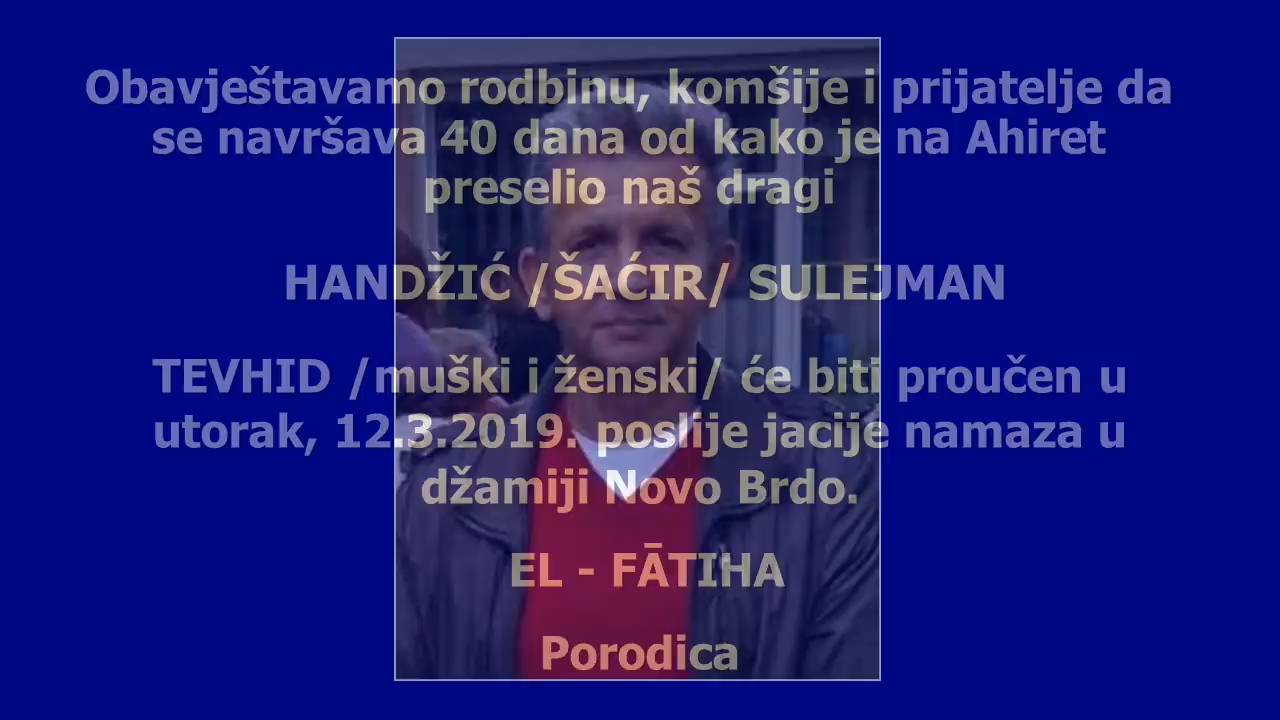 Obavještavamo rodbinu, komšije i prijatelje da
se navršava 40 dana od kako je na Ahiret
preselio naš dragi
HANDŽIĆ /ŠAĆIR/ SULEJMAN
TEVHID /muški i ženski/ će biti proučen u
utorak, 12.3.2019. poslije jacije namaza u
džamiji Novo Brdo.
EL - FĀTIHA
Porodica